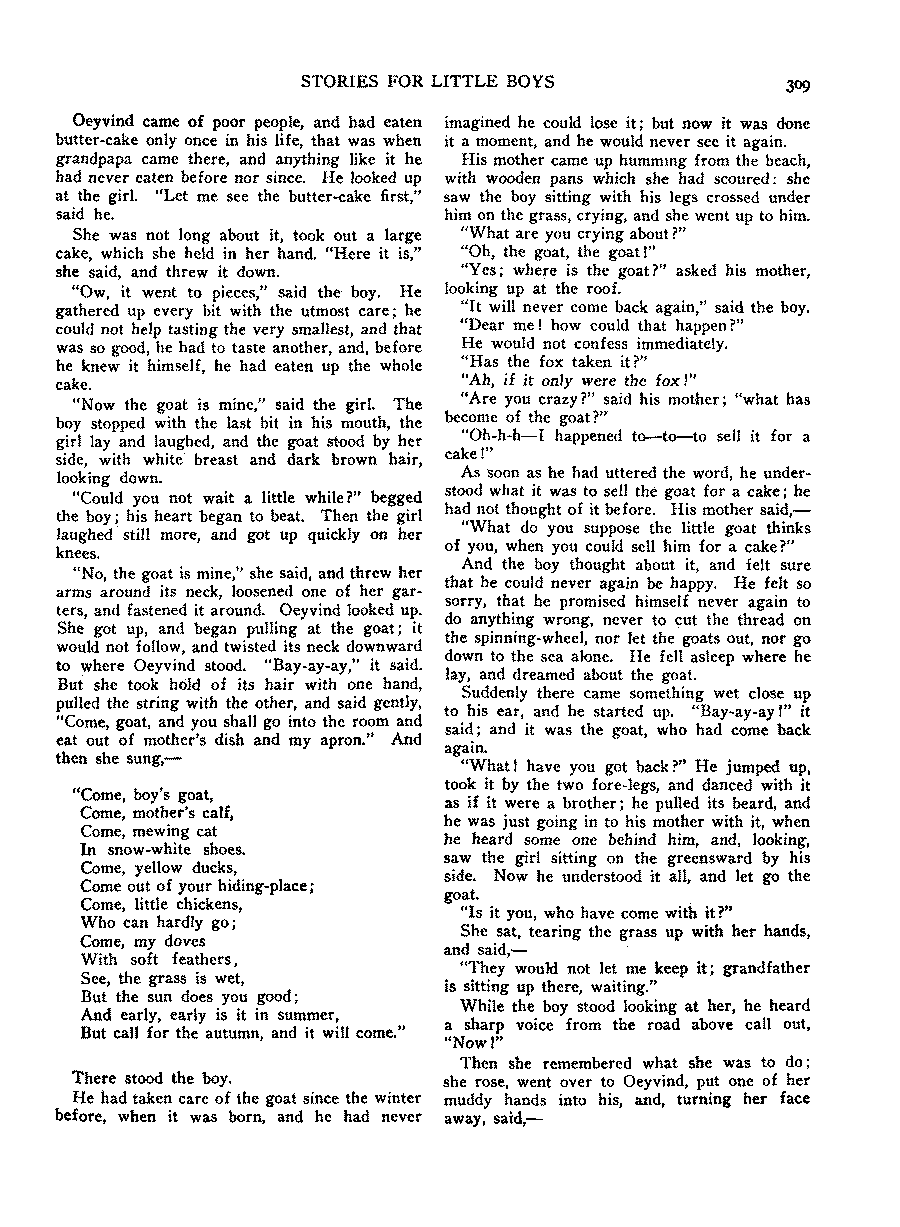 STORIES FOR LITTLE BOYS
309
Oeyvind came of poor people, and had eaten
butter-cake only once in his life, that was when
grandpapa came there, and anything like it he
had never eaten before nor since. He looked up
at the girl. "Let me see the butter-cake first,"
said he.
She was not long about it, took out a large
cake, which she held in her hand. "Here it is,"
she said, and threw it down.
"Ow, it went to pieces," said the boy. He
gathered up every bit with the utmost care; he
could not help tasting the very smallest, and that
was so good, he had to taste another, and, before
he knew it himself, he had eaten up the whole
cake.
"Now the goat is mine," said the girl. The
boy stopped with the last bit in his mouth, the
girl lay and laughed, and the goat stood by her
side, with white breast and dark brown hair,
looking down.
"Could you not wait a little while?" begged
the boy; his heart began to beat. Then the girl
laughed still more, and got up quickly on her
knees.
"No, the goat is mine," she said, and threw her
arms around its neck, loosened one of her gar-
ters, and fastened it around. Oeyvind looked up.
She got up, and began pulling at the goat; it
would not follow, and twisted its neck downward
to where Oeyvind stood. "Bay-ay-ay," it said.
But she took hold of its hair with one hand,
pulled the string with the other, and said gently,
"Come, goat, and you shall go into the room and
eat out of mother's dish and my apron." And
then she sung,—
"Come, boy's goat,
Come, mother's calf,
Come, mewing cat
In snow-white shoes.
Come, yellow ducks,
Come out of your hiding-place;
Come, little chickens,
Who can hardly go;
Come, my doves
With soft feathers,
See, the grass is wet,
But the sun does you good;
And early, early is it in summer,
But call for the autumn, and it will come."
There stood the boy.
He had taken care of the goat since the winter
before, when it was born, and he had never
imagined he could lose it; but now it was done
it a moment, and he would never see it again.
His mother came up humming from the beach,
with wooden pans which she had scoured: she
saw the boy sitting with his legs crossed under
him on the grass, crying, and she went up to him.
"What are you crying about?"
"Oh, the goat, the goat!"
"Yes; where is the goat?" asked his mother,
looking up at the roof.
"It will never come back again," said the boy.
"Dear me! how could that happen?"
He would not confess immediately.
"Has the fox taken it?"
"Ah, if it only were the fox!"
"Are you crazy?" said his mother; "what has
become of the goat?"
"Oh-h-h—I happened to—to—to sell it for a
cake!"
As soon as he had uttered the word, he under-
stood what it was to sell the goat for a cake; he
had not thought of it before. His mother said,—
"What do you suppose the little goat thinks
of you, when you could sell him for a cake?"
And the boy thought about it, and felt sure
that he could never again be happy. He felt so
sorry, that he promised himself never again to
do anything wrong, never to cut the thread on
the spinning-wheel, nor let the goats out, nor go
down to the sea alone. He fell asleep where he
lay, and dreamed about the goat.
Suddenly there came something wet close up
to his ear, and he started up. "Bay-ay-ay!" it
said; and it was the goat, who had come back
again.
"What! have you got back?" He jumped up,
took it by the two fore-legs, and danced with it
as if it were a brother; he pulled its beard, and
he was just going in to his mother with it, when
he heard some one behind him, and, looking,
saw the girl sitting on the greensward by his
side. Now he understood it all, and let go the
goat.
"Is it you, who have come with it?"
She sat, tearing the grass up with her hands,
and said,—
"They would not let me keep it; grandfather
is sitting up there, waiting."
While the boy stood looking at her, he heard
a sharp voice from the road above call out,
"Now!"
Then she remembered what she was to do;
she rose, went over to Oeyvind, put one of her
muddy hands into his, and, turning her face
away, said,—